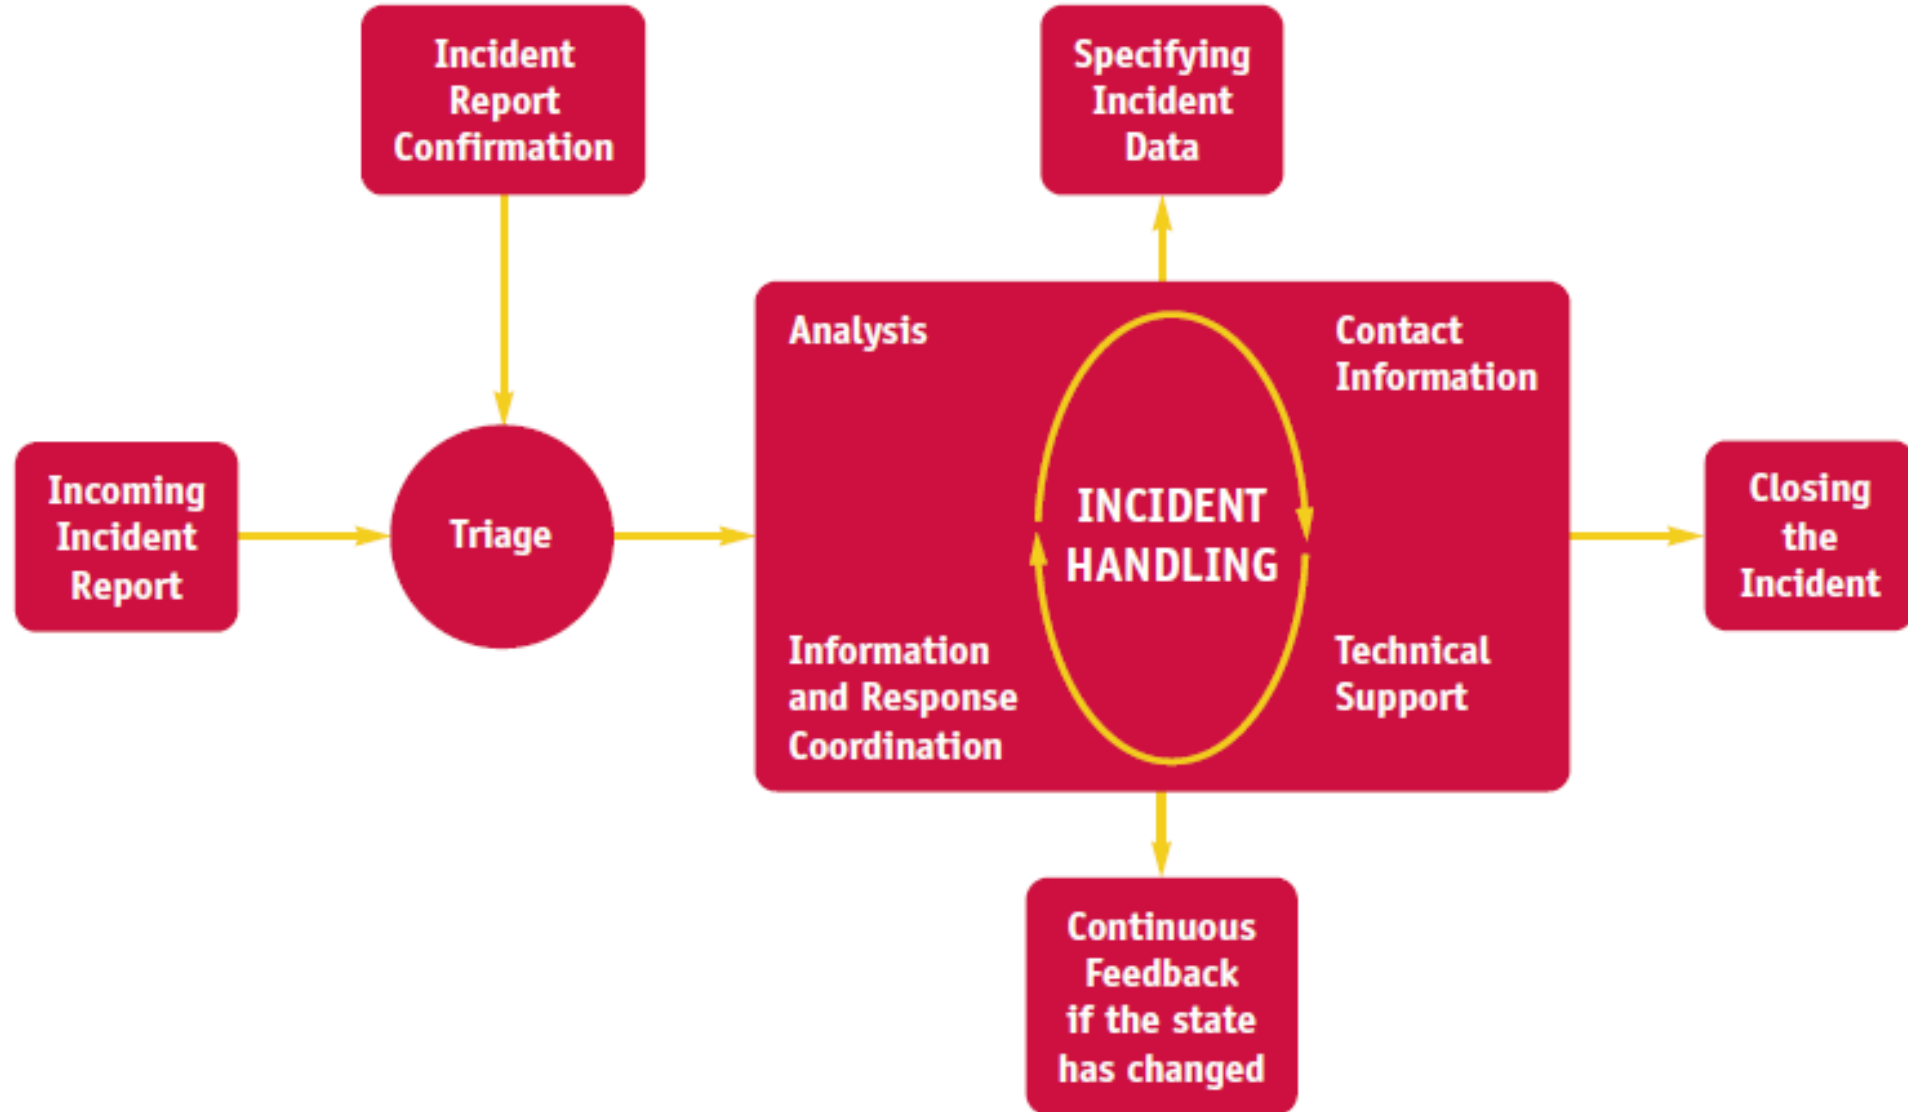 Incident
Report
Confirmation
Specifying
Incident
Data
Incoming
Incident
Report
Triage
Analysis
Contact
Information
INCIDENT
HANDLING
Information
and Response
Coordination
Technical
Support
Closing
the
Incident
Continuous
Feedback
if the state
has changed